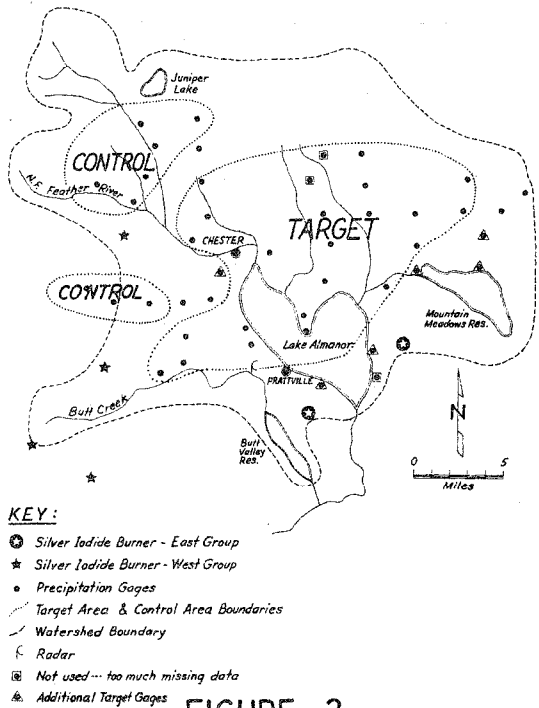 Juniper
Lake
CONTROL
N.F. Feather River
TARGET
CHESTER
CONTROL
Mountain
Meadows Res.
Lake Almanor
PRATTVILLE
Butt Creek
Butt
Valley
Res.
N
0 5
Miles
KEY:
Silver Iodide Burner - East Group
Silver Iodide Burner - West Group
Precipitation Gages
Target Area & Control Area Boundaries
Watershed Boundary
Radar
Not used--- too much missing data
Additional Target Gages